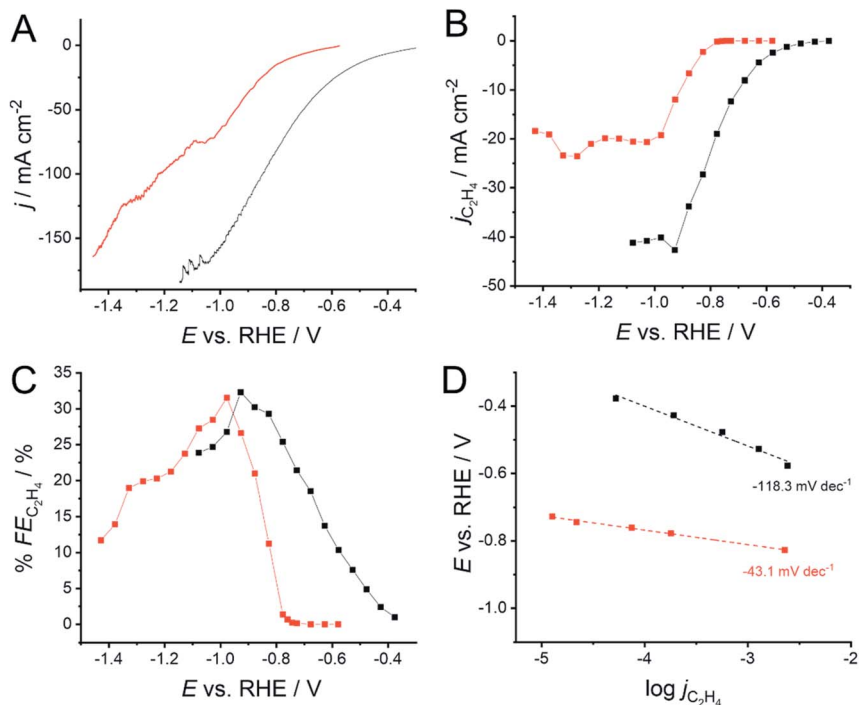 A
0
-50
-100
-150
j / mA cm⁻²
-1.4 -1.2 -1.0 -0.8 -0.6 -0.4
E vs. RHE / V
B
0
-10
-20
-30
-40
-50
j_C₂H₄ / mA cm⁻²
-1.4 -1.2 -1.0 -0.8 -0.6 -0.4
E vs. RHE / V
C
35
30
25
20
15
10
5
0
% FE_C₂H₄ / %
-1.4 -1.2 -1.0 -0.8 -0.6 -0.4
E vs. RHE / V
D
-0.4
-0.6
-0.8
-1.0
E vs. RHE / V
-118.3 mV dec⁻¹
-43.1 mV dec⁻¹
-5 -4 -3 -2
log j_C₂H₄